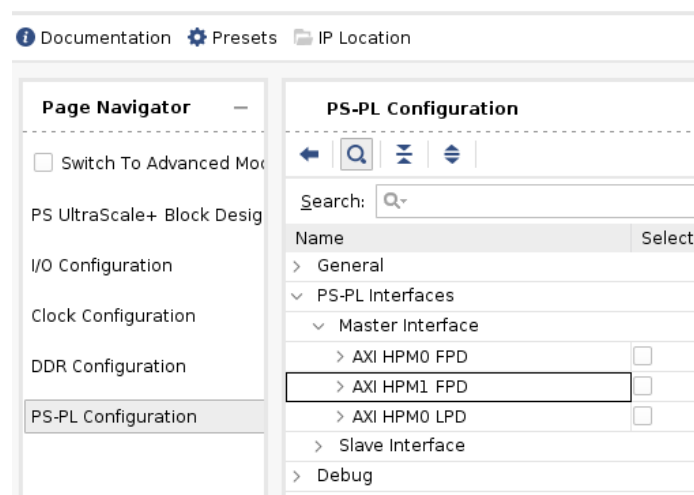 Documentation Presets IP Location
Page Navigator
Switch To Advanced Mo
PS UltraScale+ Block Desig
I/O Configuration
Clock Configuration
DDR Configuration
PS-PL Configuration
PS-PL Configuration
Search:
Name Select
General
PS-PL Interfaces
Master Interface
AXI HPM0 FPD
AXI HPM1 FPD
AXI HPM0 LPD
Slave Interface
Debug